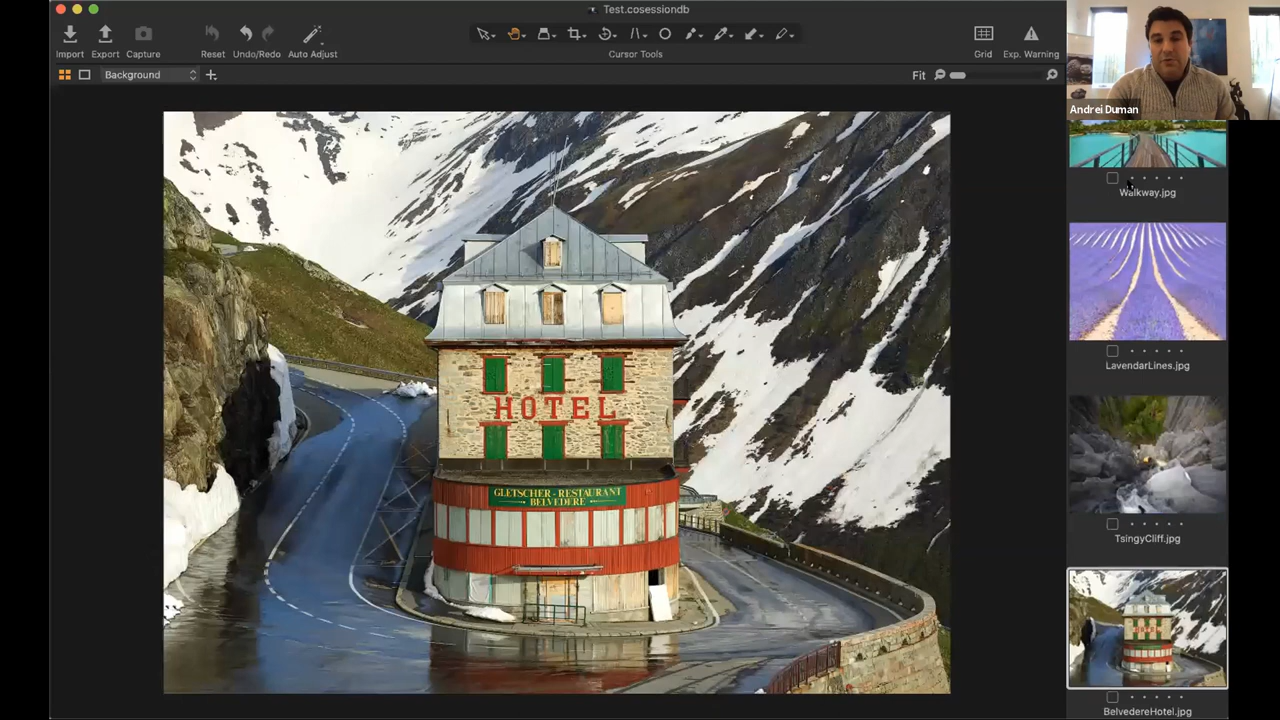 Test.cosessiondb
Import
Export
Capture
Reset
Undo/Redo
Auto Adjust
Cursor Tools
Grid
Exp. Warning
Background
Fit
Andrei Duman
Walkway.jpg
LavendarLines.jpg
TsingyCliff.jpg
BelvedereHotel.jpg
HOTEL
GLETSCHER - RESTAURANT
BELVEDERE